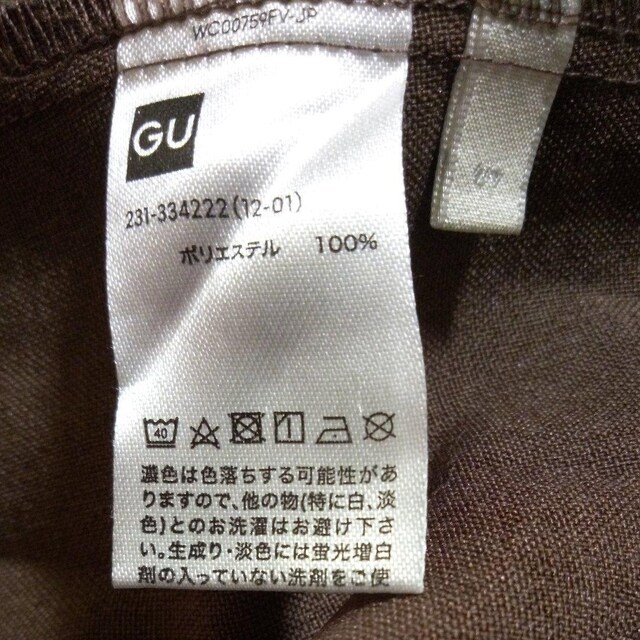 WC00759FV-JP
GU
231-334222(12-01)
ポリエステル 100%
40
濃色は色落ちする可能性があ
りますので、他の物(特に白、淡
色)とのお洗濯はお避け下さ
い。生成り・淡色には蛍光増白
剤の入っていない洗剤をご使